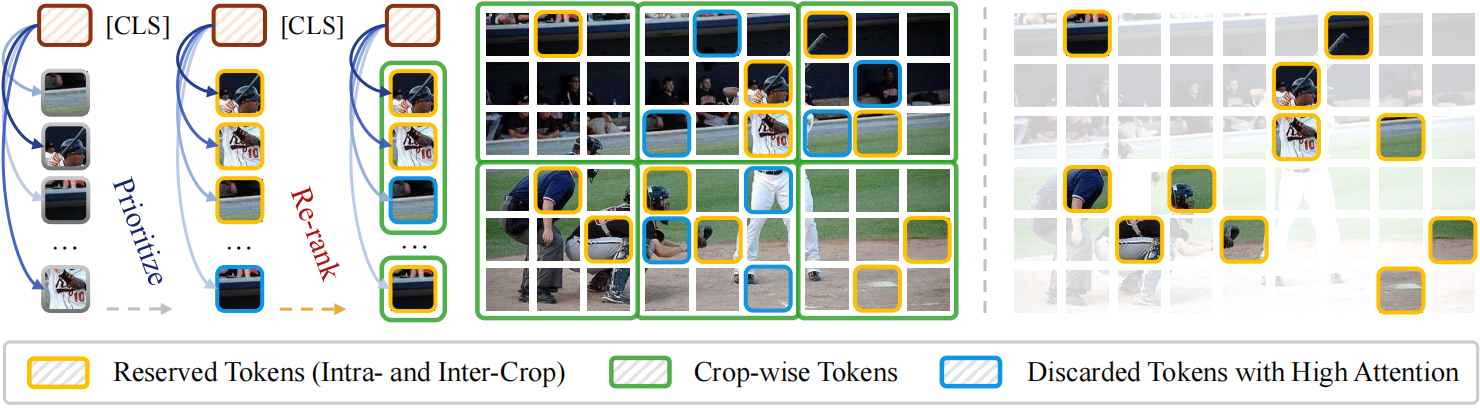 [CLS]
[CLS]
Prioritize
Re-rank
...
...
...
10
10
10
10
10
Reserved Tokens (Intra- and Inter-Crop)
Crop-wise Tokens
Discarded Tokens with High Attention